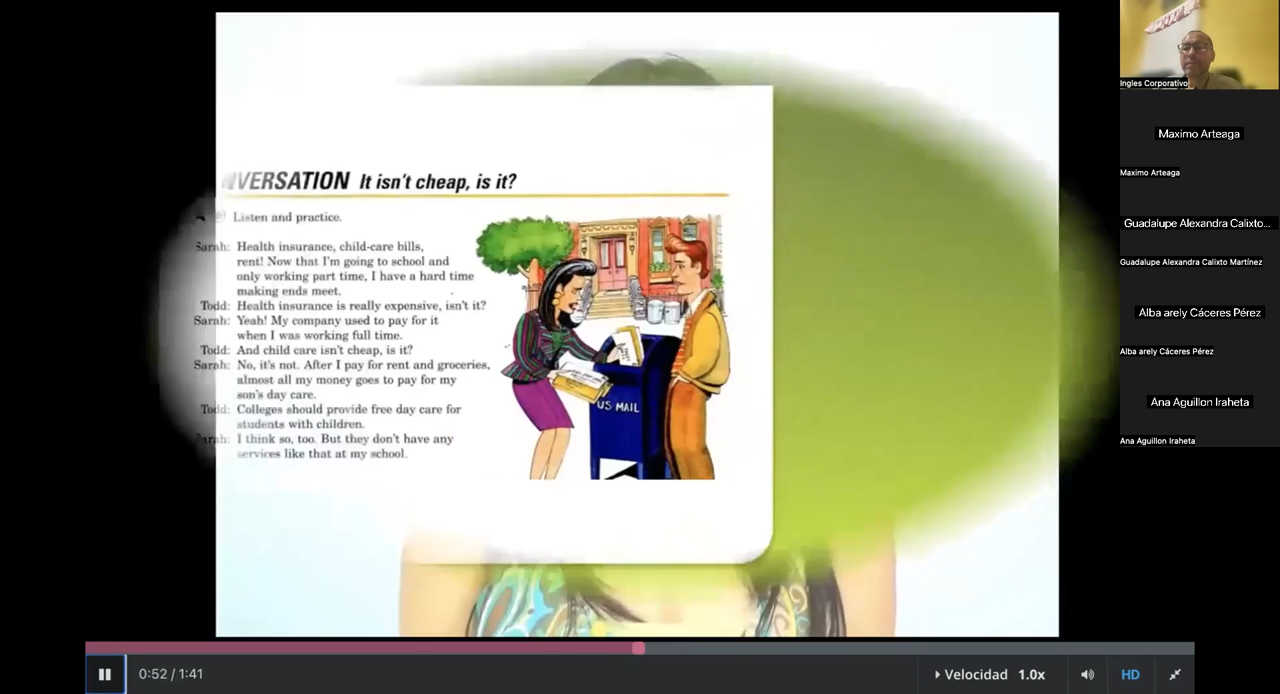 VERSATION It isn't cheap, is it?
Listen and practice.
Sarah: Health insurance, child-care bills,
rent! Now that I'm going to school and
only working part time, I have a hard time
making ends meet.
Todd: Health insurance is really expensive, isn't it?
Sarah: Yeah! My company used to pay for it
when I was working full time.
Todd: And child care isn't cheap, is it?
Sarah: No, it's not. After I pay for rent and groceries,
almost all my money goes to pay for my
son's day care.
Todd: Colleges should provide free day care for
students with children.
Sarah: I think so, too. But they don't have any
services like that at my school.
US MAIL
0:52 / 1:41
Velocidad 1.0x
HD
Ingles Corporativo
Maximo Arteaga
Maximo Arteaga
Guadalupe Alexandra Calixto...
Guadalupe Alexandra Calixto Martínez
Alba arely Cáceres Pérez
Alba arely Cáceres Pérez
Ana Aguillon Iraheta
Ana Aguillon Iraheta